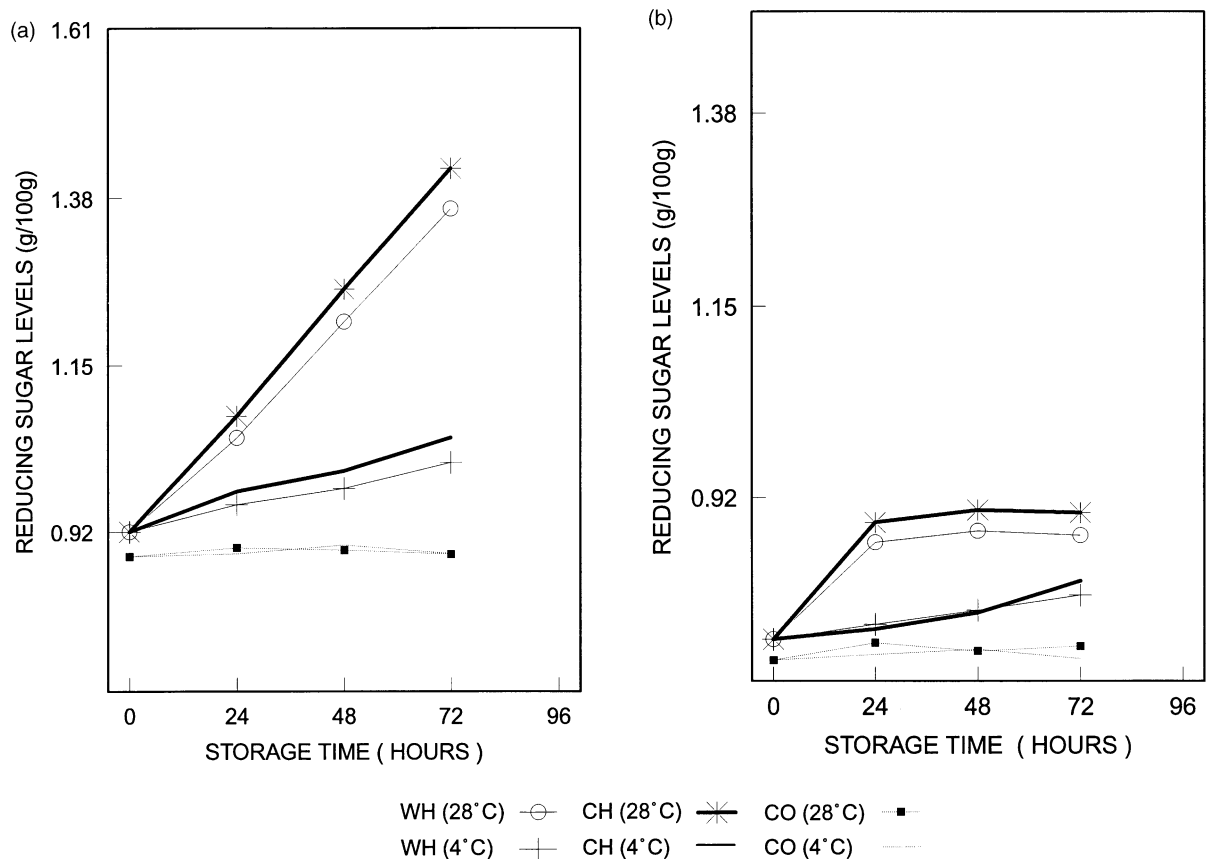 (a)
1.61
1.38
1.15
0.92
REDUCING SUGAR LEVELS (g/100g)
0 24 48 72 96
STORAGE TIME ( HOURS )
(b)
1.38
1.15
0.92
REDUCING SUGAR LEVELS (g/100g)
0 24 48 72 96
STORAGE TIME ( HOURS )
WH (28˚C) CH (28˚C) CO (28˚C)
WH (4˚C) CH (4˚C) CO (4˚C)